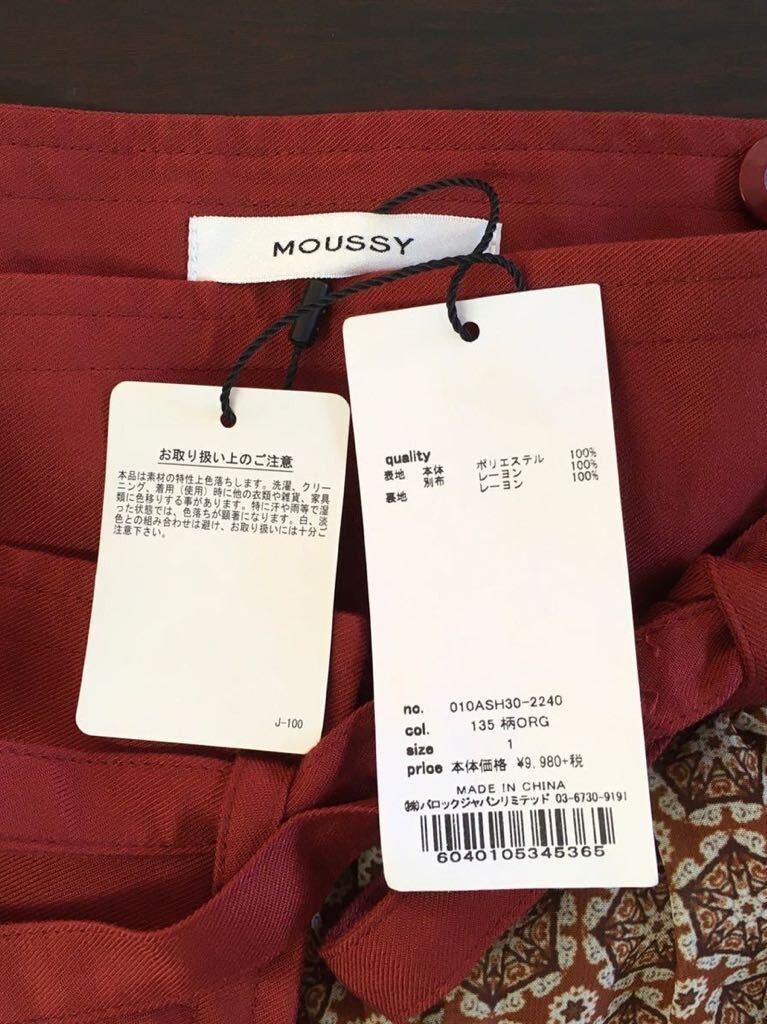 MOUSSY
お取り扱い上のご注意
本品は素材の特性上色落ちします。洗濯、クリー
ニング、着用（使用）時に他の衣類や雑貨、家具
類に色移りする事があります。特に汗や雨等で湿
った状態では、色落ちが顕著になります。白、淡
色との組み合わせは避け、お取り扱いには十分ご
注意下さい。
J-100
quality
表地 本体 ポリエステル 100%
別布 レーヨン 100%
裏地 レーヨン 100%
no. 010ASH30-2240
col. 135 柄ORG
size 1
price 本体価格 ¥9,980+税
MADE IN CHINA
㈱バロックジャパンリミテッド 03-6730-9191
6040105345365